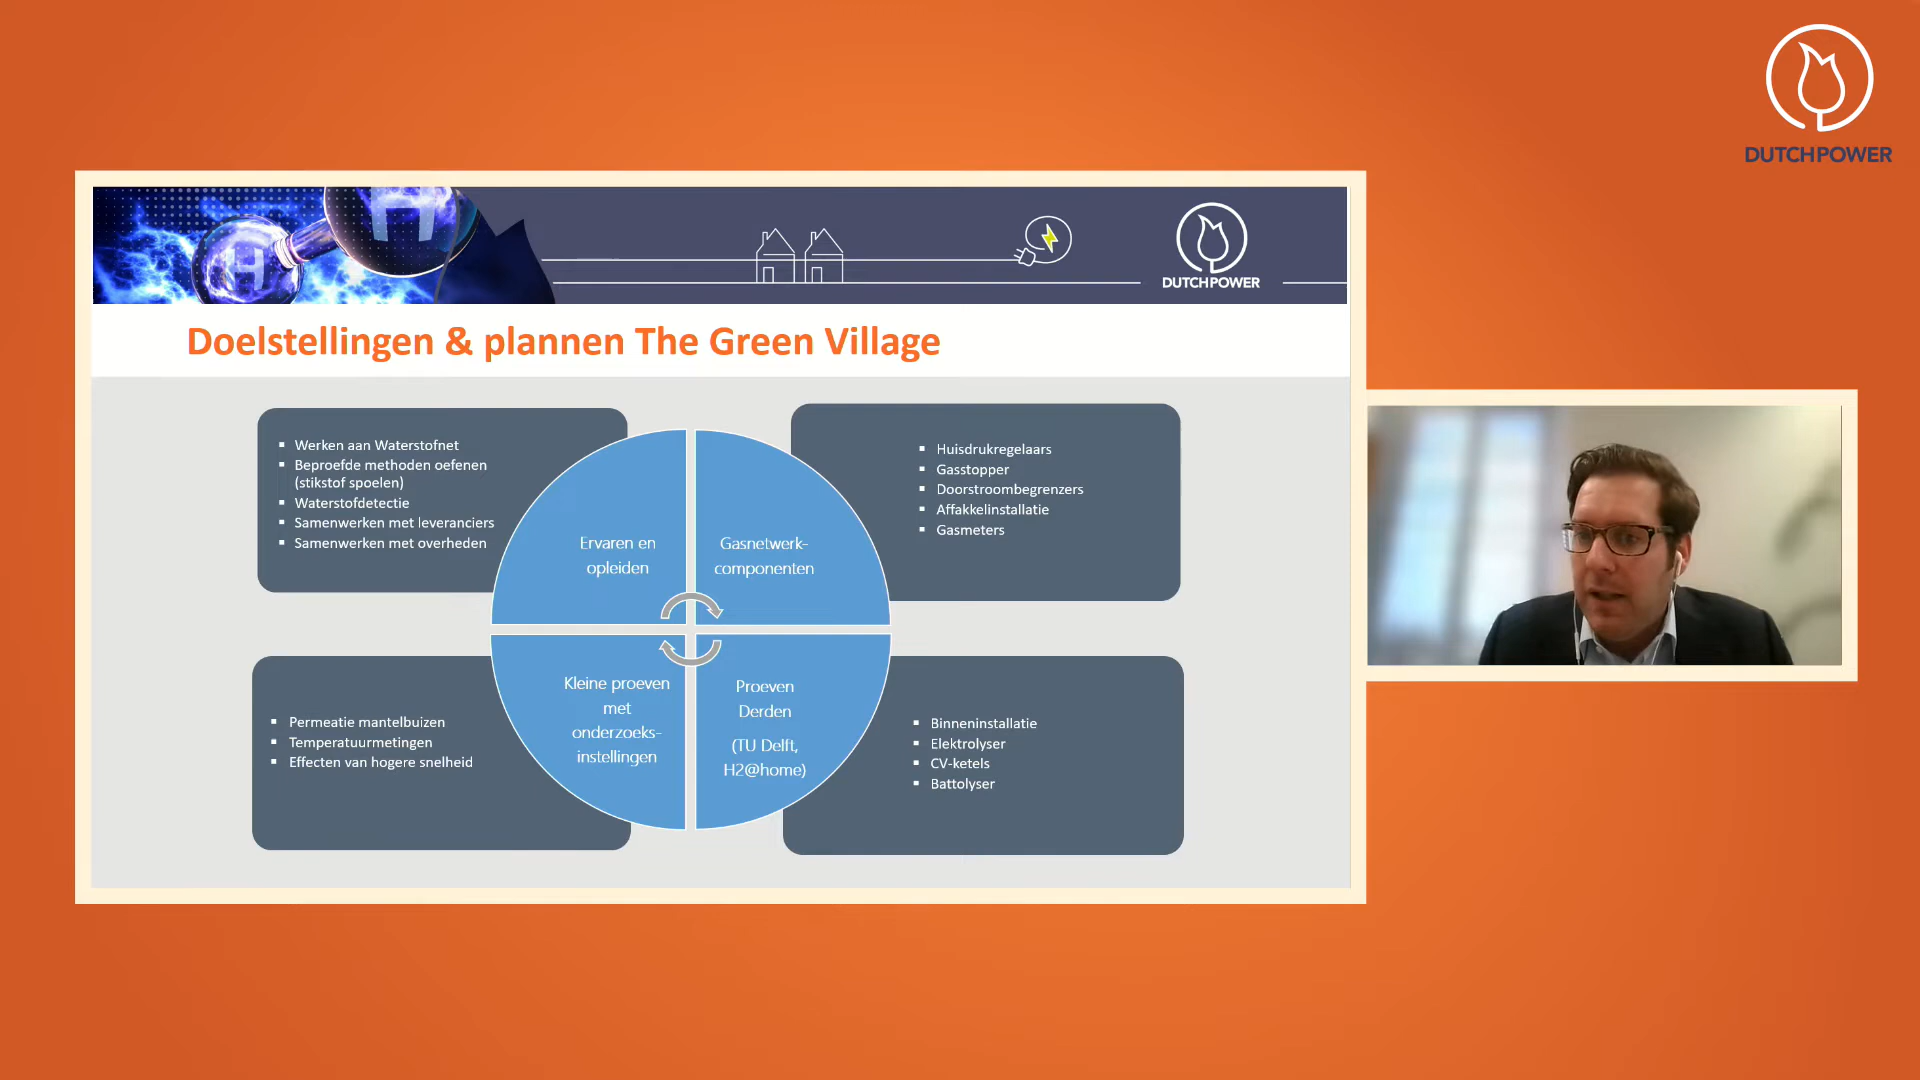 DUTCHPOWER
H
H
DUTCHPOWER
Doelstellingen & plannen The Green Village
▪ Werken aan Waterstofnet
▪ Beproefde methoden oefenen
(stikstof spoelen)
▪ Waterstofdetectie
▪ Samenwerken met leveranciers
▪ Samenwerken met overheden
Ervaren en
opleiden
Gasnetwerk-
componenten
▪ Huisdrukregelaars
▪ Gasstopper
▪ Doorstroombegrenzers
▪ Affakkelinstallatie
▪ Gasmeters
▪ Permeatie mantelbuizen
▪ Temperatuurmetingen
▪ Effecten van hogere snelheid
Kleine proeven
met
onderzoeks-
instellingen
Proeven
Derden
(TU Delft,
H2@home)
▪ Binneninstallatie
▪ Elektrolyser
▪ CV-ketels
▪ Battolyser